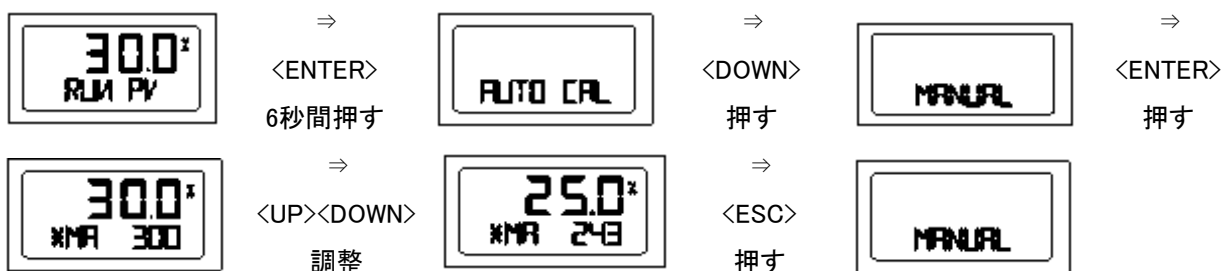 30.0%
RUN PV
⇒
<ENTER>
6秒間押す
AUTO CAL
⇒
<DOWN>
押す
MANUAL
⇒
<ENTER>
押す
30.0%
*MA 300
⇒
<UP><DOWN>
調整
25.0%
*MA 243
⇒
<ESC>
押す
MANUAL